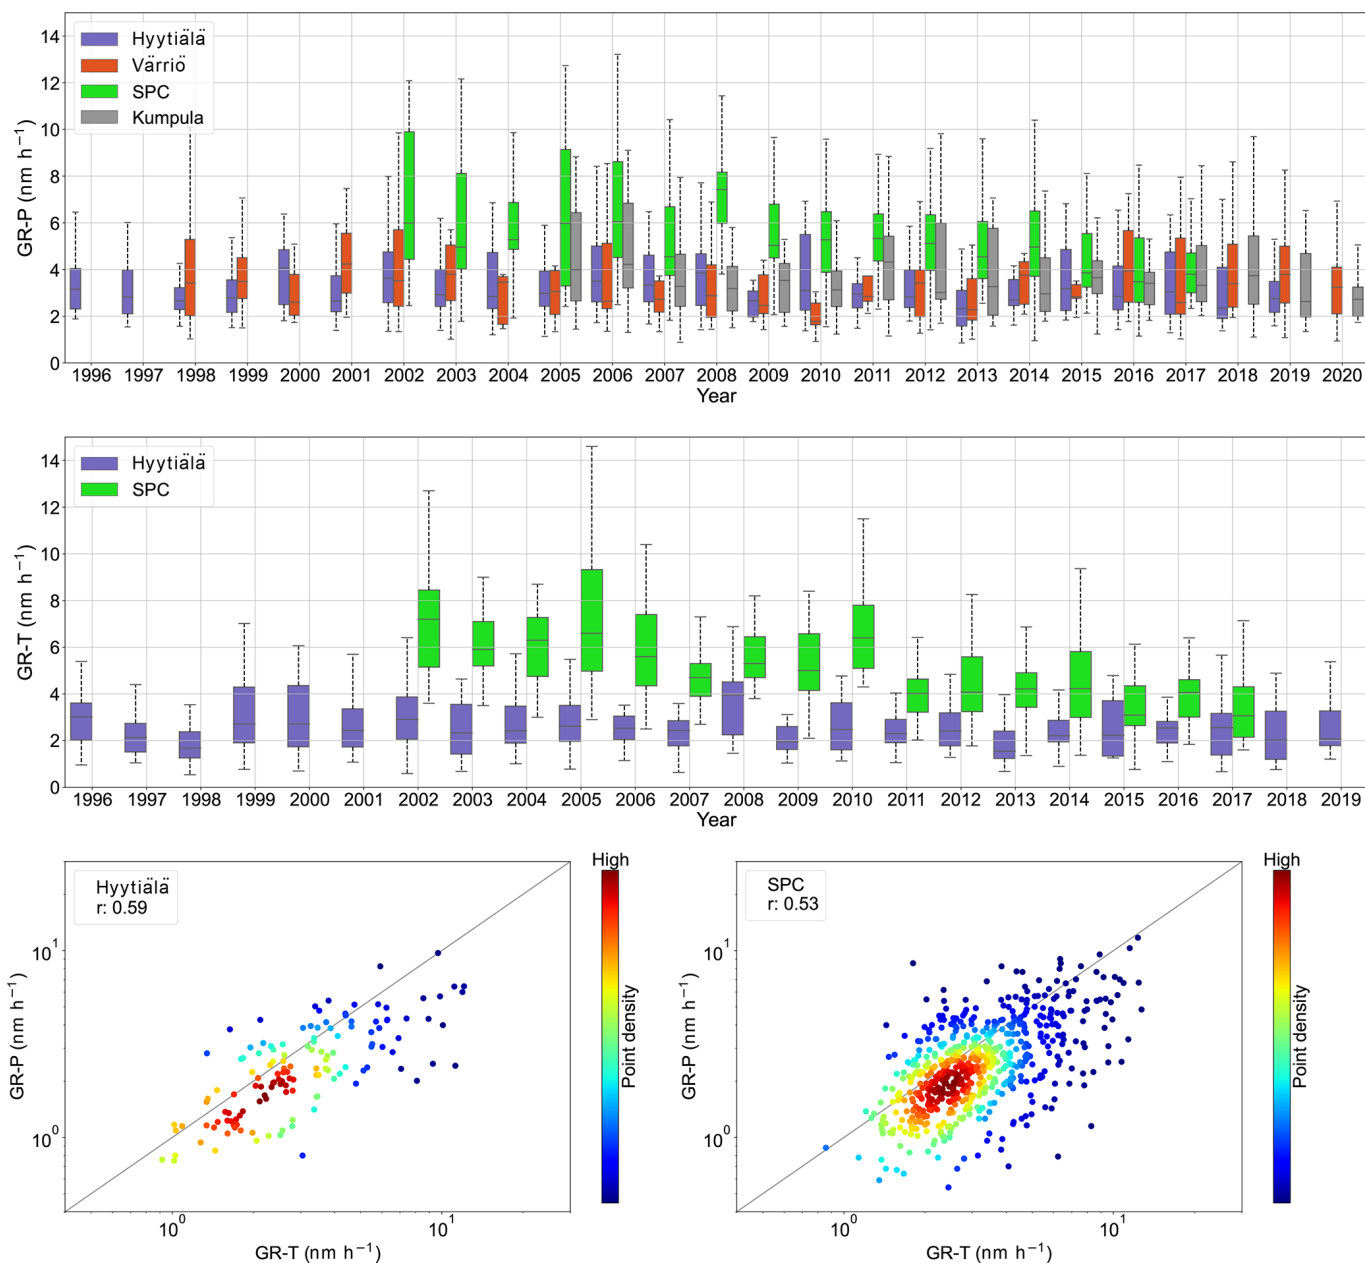 14
12
10
8
6
4
2
0
GR-P (nm h⁻¹)
Hyytiälä
Värriö
SPC
Kumpula
1996 1997 1998 1999 2000 2001 2002 2003 2004 2005 2006 2007 2008 2009 2010 2011 2012 2013 2014 2015 2016 2017 2018 2019 2020
Year
14
12
10
8
6
4
2
0
GR-T (nm h⁻¹)
Hyytiälä
SPC
1996 1997 1998 1999 2000 2001 2002 2003 2004 2005 2006 2007 2008 2009 2010 2011 2012 2013 2014 2015 2016 2017 2018 2019
Year
Hyytiälä
r: 0.59
10¹
10⁰
GR-P (nm h⁻¹)
10⁰ 10¹
GR-T (nm h⁻¹)
High
Point density
SPC
r: 0.53
10¹
10⁰
GR-P (nm h⁻¹)
10⁰ 10¹
GR-T (nm h⁻¹)
High
Point density